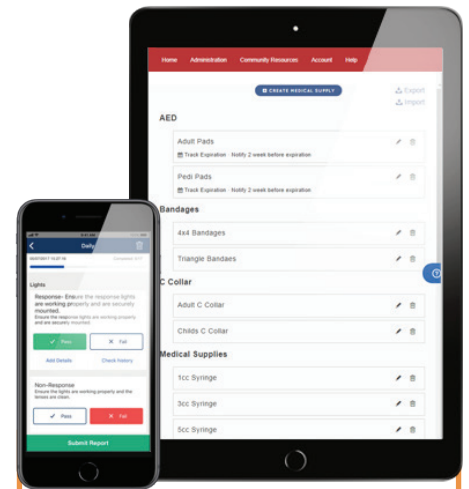 Home Administration Community Resources Account Help
CREATE MEDICAL SUPPLY
Export
Import
AED
Adult Pads
Track Expiration - Notify 2 week before expiration
Pedi Pads
Track Expiration - Notify 2 week before expiration
Bandages
4x4 Bandages
Triangle Bandaes
C Collar
Adult C Collar
Childs C Collar
Medical Supplies
1cc Syringe
3cc Syringe
5cc Syringe
Daily
Lights
Response- Ensure the response lights
are working properly and are securely
mounted.
Ensure the response lights are working properly
and are securely mounted.
Pass
Fail
Add Details Check history
Non-Response
Ensure the lights are working properly and the
lenses are clean.
Pass
Fail
Submit Report